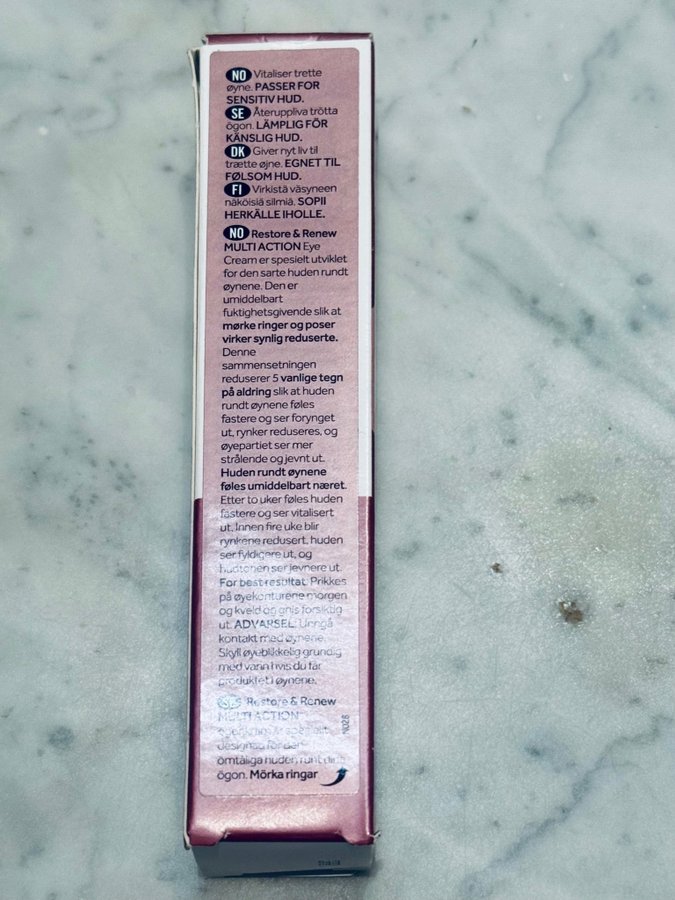 NO Vitaliser trette
øyne. PASSER FOR
SENSITIV HUD.
SE Återuppliva trötta
ögon. LÄMPLIG FÖR
KÄNSLIG HUD.
DK Giver nyt liv til
trætte øjne. EGNET TIL
FØLSOM HUD.
FI Virkistä väsyneen
näköisiä silmiä. SOPII
HERKÄLLE IHOLLE.
NO Restore & Renew
MULTI ACTION Eye
Cream er spesielt utviklet
for den sarte huden rundt
øynene. Den er
umiddelbart
fuktighetsgivende slik at
mørke ringer og poser
virker synlig reduserte.
Denne
sammensetningen
reduserer 5 vanlige tegn
på aldring slik at huden
rundt øynene føles
fastere og ser forynget
ut, rynker reduseres, og
øyepartiet ser mer
strålende og jevnt ut.
Huden rundt øynene
føles umiddelbart næret.
Etter to uker føles huden
fastere og ser vitalisert
ut. Innen fire uke blir
rynkene redusert, huden
ser fyldigere ut, og
hudtonen ser jevnere ut.
For best resultat: Prikkes
på øyekonturene morgen
og kveld og gnis forsiktig
ut. ADVARSEL: Unngå
kontakt med øynene.
Skyll øyeblikkelig grundig
med vann hvis du får
produktet i øynene.
Restore & Renew
MULTI ACTION
ögonkräm är speciellt
designad för den
ömtåliga huden runt dina
ögon. Mörka ringar
N028